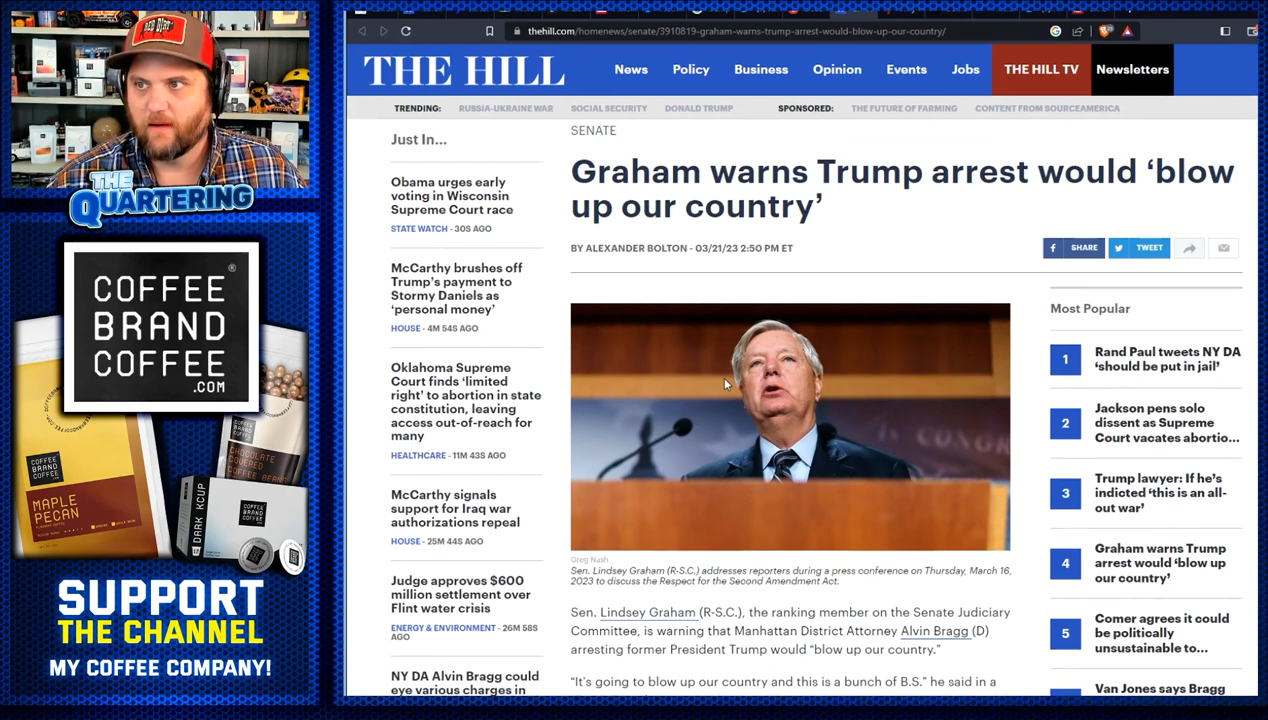 RED DIRT
THE
QUARTERING
COFFEE
BRAND
COFFEE
.COM
®
COFFEE
BRAND
COFFEE
MAPLE
PECAN
CHOCOLATE
COVERED
COFFEE BEANS
DARK KCUP
SUPPORT
THE CHANNEL
MY COFFEE COMPANY!
thehill.com/homenews/senate/3910819-graham-warns-trump-arrest-would-blow-up-our-country/
THE HILL
News Policy Business Opinion Events Jobs THE HILL TV Newsletters
TRENDING: RUSSIA-UKRAINE WAR SOCIAL SECURITY DONALD TRUMP SPONSORED: THE FUTURE OF FARMING CONTENT FROM SOURCEAMERICA
Just In...
Obama urges early
voting in Wisconsin
Supreme Court race
STATE WATCH - 30S AGO
McCarthy brushes off
Trump's payment to
Stormy Daniels as
‘personal money’
HOUSE - 4M 54S AGO
Oklahoma Supreme
Court finds ‘limited
right’ to abortion in state
constitution, leaving
access out-of-reach for
many
HEALTHCARE - 11M 43S AGO
McCarthy signals
support for Iraq war
authorizations repeal
HOUSE - 25M 44S AGO
Judge approves $600
million settlement over
Flint water crisis
ENERGY & ENVIRONMENT - 26M 58S
AGO
NY DA Alvin Bragg could
eye various charges in
SENATE
Graham warns Trump arrest would ‘blow
up our country’
BY ALEXANDER BOLTON - 03/21/23 2:50 PM ET
SHARE TWEET
CONG
Greg Nash
Sen. Lindsey Graham (R-S.C.) addresses reporters during a press conference on Thursday, March 16,
2023 to discuss the Respect for the Second Amendment Act.
Sen. Lindsey Graham (R-S.C.), the ranking member on the Senate Judiciary
Committee, is warning that Manhattan District Attorney Alvin Bragg (D)
arresting former President Trump would “blow up our country.”
“It's going to blow up our country and this is a bunch of B.S.” he said in a
Most Popular
1 Rand Paul tweets NY DA
‘should be put in jail’
2 Jackson pens solo
dissent as Supreme
Court vacates abortio...
3 Trump lawyer: If he's
indicted ‘this is an all-
out war’
4 Graham warns Trump
arrest would ‘blow up
our country’
5 Comer agrees it could
be politically
unsustainable to...
Van Jones says Bragg